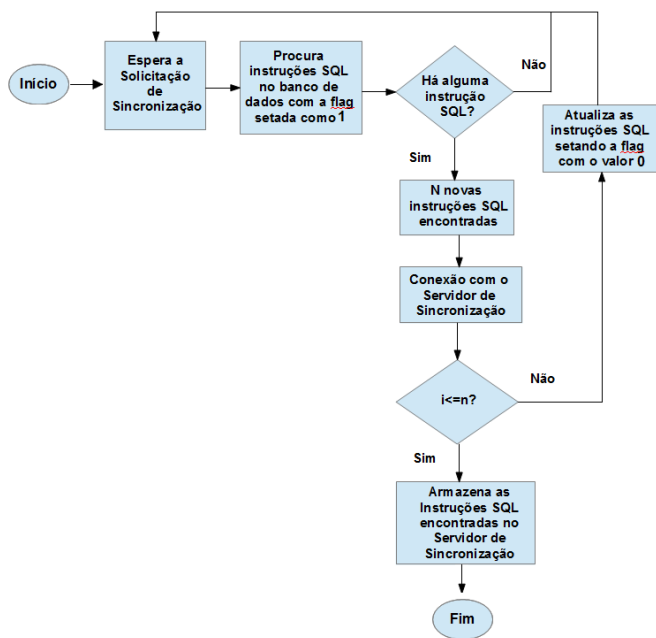 Início
Espera a
Solicitação
de
Sincronização
Procura
instruções SQL
no banco de
dados com a flag
setada como 1
Há alguma
instrução
SQL?
Não
Atualiza as
instruções SQL
setando a flag
com o valor 0
Sim
N novas
instruções SQL
encontradas
Conexão com o
Servidor de
Sincronização
i<=n?
Não
Sim
Armazena as
Instruções SQL
encontradas no
Servidor de
Sincronização
Fim